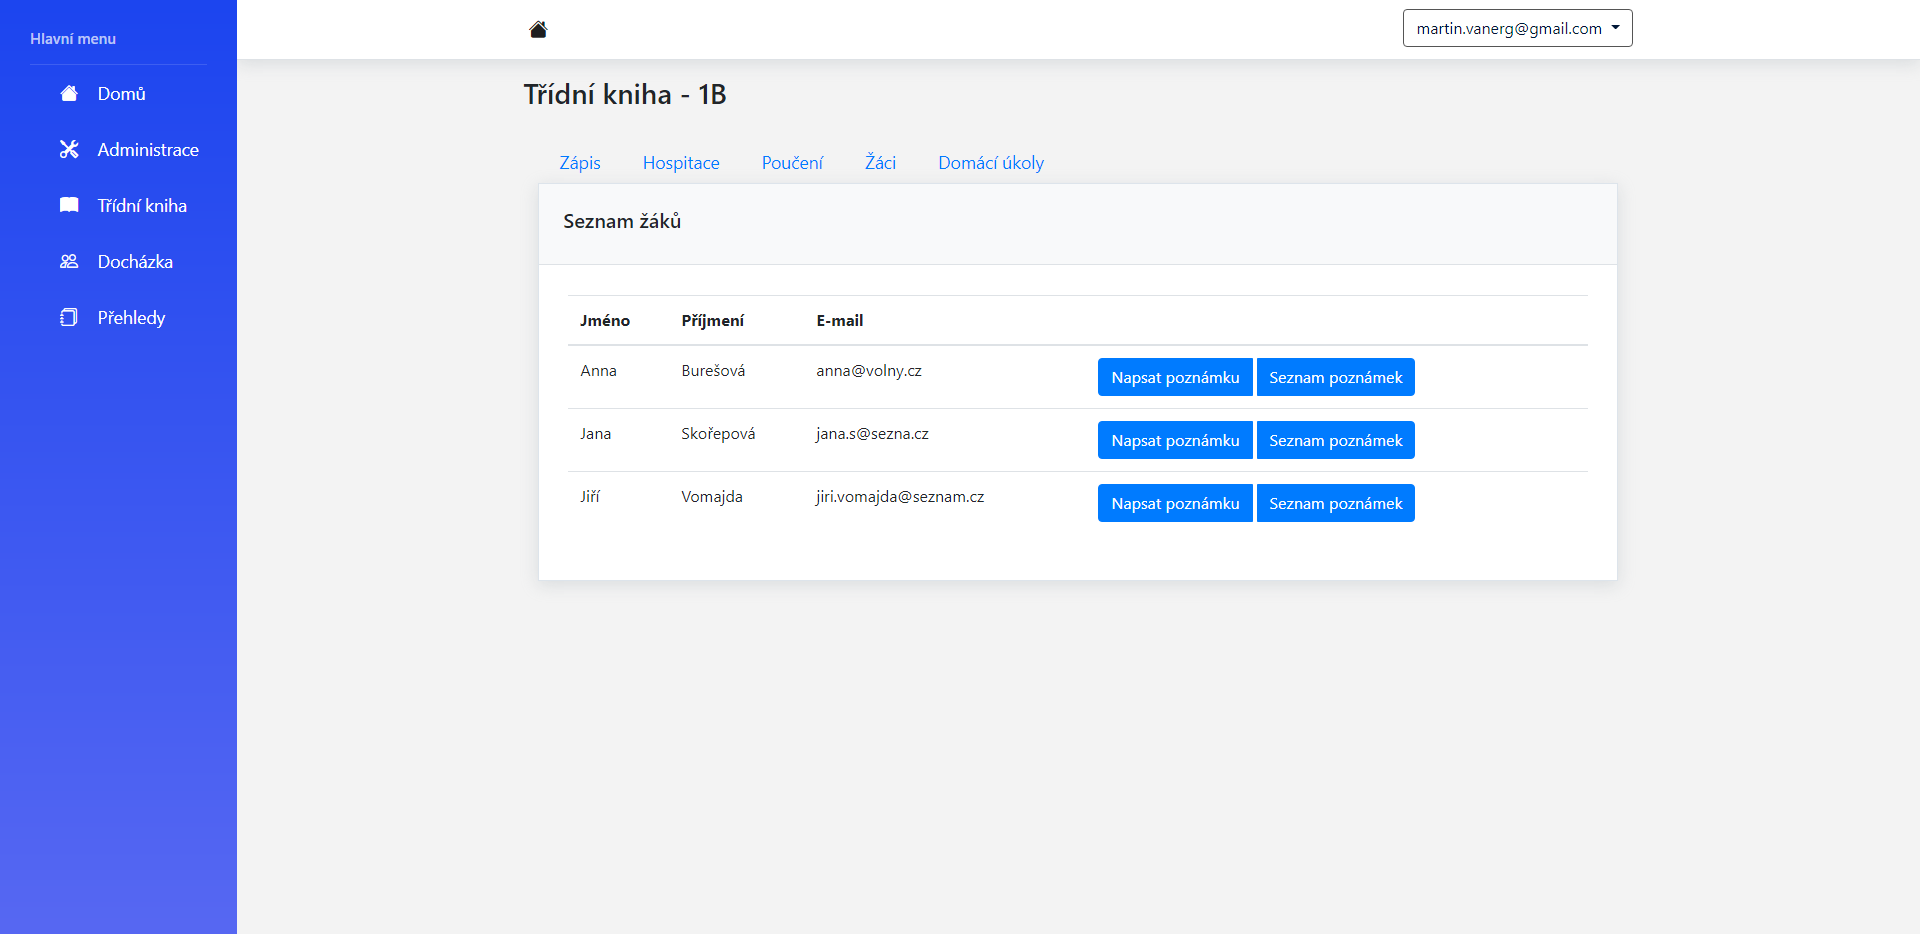 Hlavní menu
Domů
Administrace
Třídní kniha
Docházka
Přehledy
martin.vanerg@gmail.com
Třídní kniha - 1B
Zápis Hospitace Poučení Žáci Domácí úkoly
Seznam žáků
Jméno Příjmení E-mail
Anna Burešová anna@volny.cz Napsat poznámku Seznam poznámek
Jana Skořepová jana.s@sezna.cz Napsat poznámku Seznam poznámek
Jiří Vomajda jiri.vomajda@seznam.cz Napsat poznámku Seznam poznámek